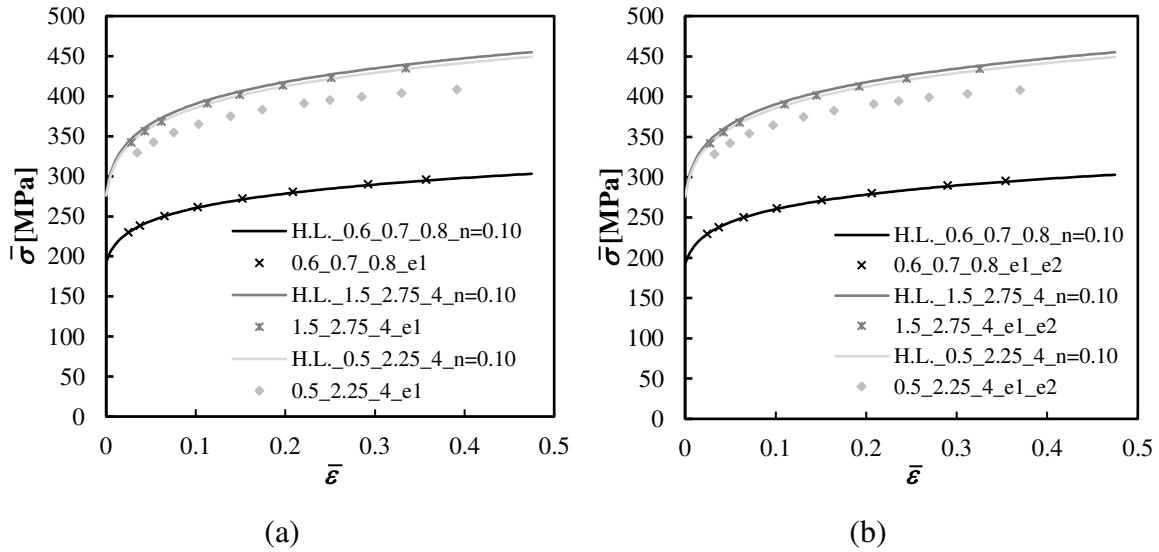 500
450
400
350
300
250
200
150
100
50
0
σ̄ [MPa]
H.L._0.6_0.7_0.8_n=0.10
0.6_0.7_0.8_e1
H.L._1.5_2.75_4_n=0.10
1.5_2.75_4_e1
H.L._0.5_2.25_4_n=0.10
0.5_2.25_4_e1
0 0.1 0.2 0.3 0.4 0.5
ε̄
(a)
500
450
400
350
300
250
200
150
100
50
0
σ̄ [MPa]
H.L._0.6_0.7_0.8_n=0.10
0.6_0.7_0.8_e1_e2
H.L._1.5_2.75_4_n=0.10
1.5_2.75_4_e1_e2
H.L._0.5_2.25_4_n=0.10
0.5_2.25_4_e1_e2
0 0.1 0.2 0.3 0.4 0.5
ε̄
(b)